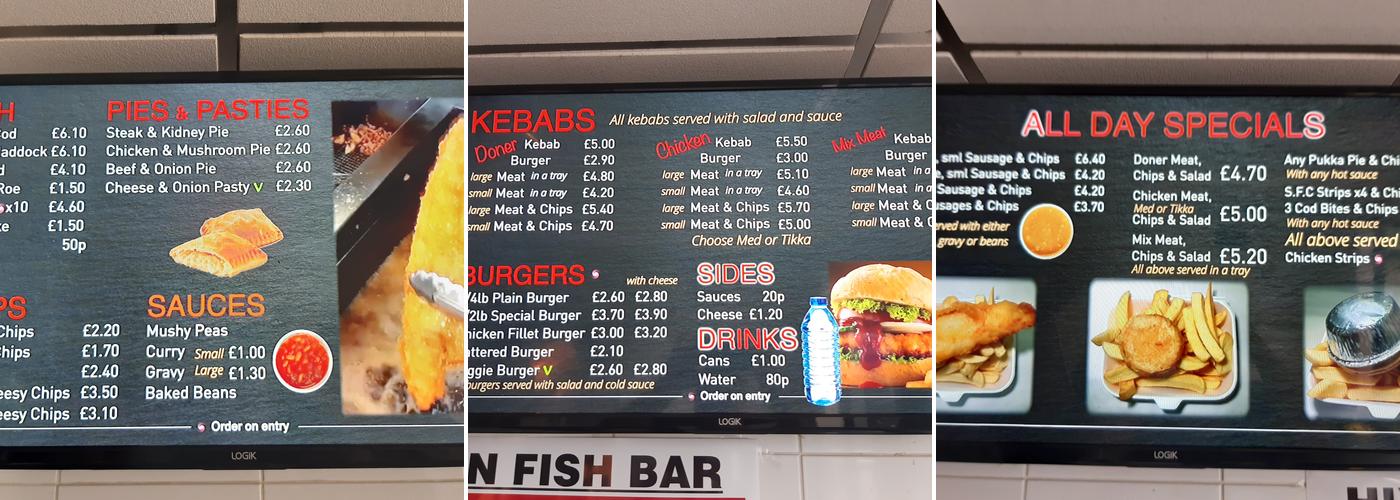 H
PIES & PASTIES
od £6.10
addock £6.10
d £4.10
Roe £1.50
x10 £4.60
ke £1.50
50p
Steak & Kidney Pie £2.60
Chicken & Mushroom Pie £2.60
Beef & Onion Pie £2.60
Cheese & Onion Pasty V £2.30
PS
Chips £2.20
Chips £1.70
£2.40
eesy Chips £3.50
eesy Chips £3.10
SAUCES
Mushy Peas
Curry Small £1.00
Gravy Large £1.30
Baked Beans
Order on entry
LOGIK
KEBABS All kebabs served with salad and sauce
Doner Kebab £5.00
Burger £2.90
large Meat in a tray £4.80
small Meat in a tray £4.20
large Meat & Chips £5.40
small Meat & Chips £4.70
Chicken Kebab £5.50
Burger £3.00
large Meat in a tray £5.10
small Meat in a tray £4.60
large Meat & Chips £5.70
small Meat & Chips £5.00
Choose Med or Tikka
Mix Meat Kebab
Burger
large Meat in a tray
small Meat in a tray
large Meat & C
small Meat & C
BURGERS with cheese
/4lb Plain Burger £2.60 £2.80
/2lb Special Burger £3.70 £3.90
hicken Fillet Burger £3.00 £3.20
attered Burger £2.10
ggie Burger V £2.60 £2.80
burgers served with salad and cold sauce
SIDES
Sauces 20p
Cheese £1.20
DRINKS
Cans £1.00
Water 80p
Order on entry
LOGIK
N FISH BAR
ALL DAY SPECIALS
, sml Sausage & Chips £6.40
e, sml Sausage & Chips £4.20
Sausage & Chips £4.20
usages & Chips £3.70
rved with either
gravy or beans
Doner Meat,
Chips & Salad £4.70
Chicken Meat,
Med or Tikka
Chips & Salad £5.00
Mix Meat,
Chips & Salad £5.20
All above served in a tray
Any Pukka Pie & Chi
With any hot sauce
S.F.C Strips x4 & Chi
3 Cod Bites & Chips
With any hot sauce
All above served
Chicken Strips
LOGIK